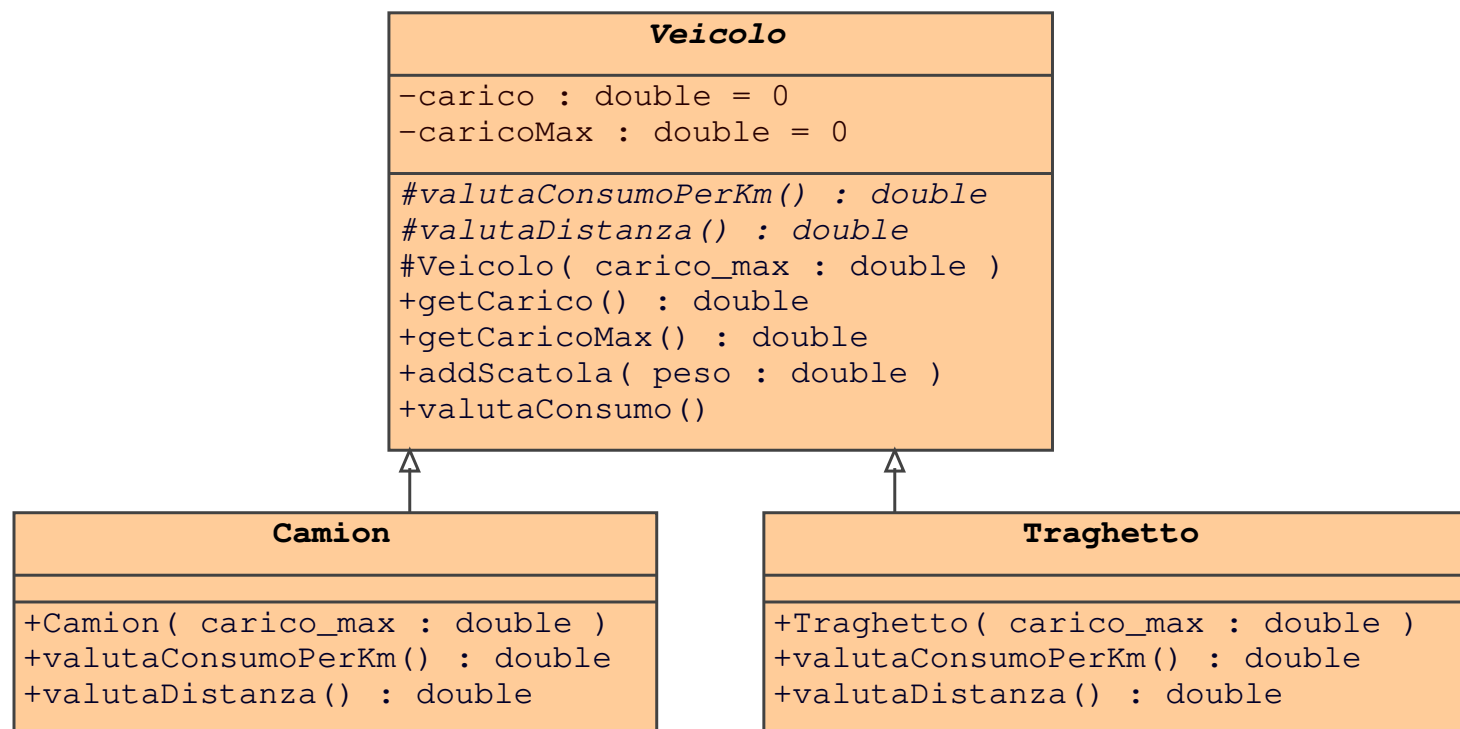 Veicolo
-carico : double = 0
-caricoMax : double = 0
#valutaConsumoPerKm() : double
#valutaDistanza() : double
#Veicolo( carico_max : double )
+getCarico() : double
+getCaricoMax() : double
+addScatola( peso : double )
+valutaConsumo()
Camion
+Camion( carico_max : double )
+valutaConsumoPerKm() : double
+valutaDistanza() : double
Traghetto
+Traghetto( carico_max : double )
+valutaConsumoPerKm() : double
+valutaDistanza() : double